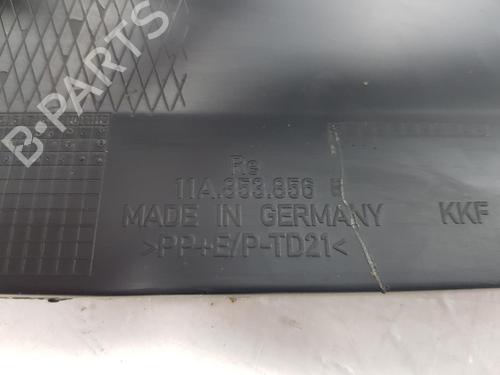 B-PARTS
Re
11A.853.856 B
MADE IN GERMANY
KKF
>PP+E/P-TD21<